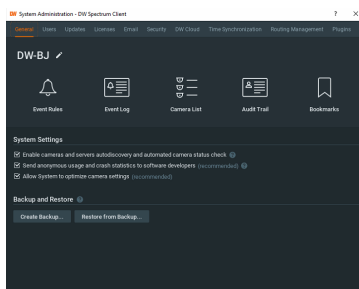 DW System Administration - DW Spectrum Client
General Users Updates Licenses Email Security DW Cloud Time Synchronization Routing Management Plugins
DW-BJ
Event Rules Event Log Camera List Audit Trail Bookmarks
System Settings
Enable cameras and servers autodiscovery and automated camera status check ?
Send anonymous usage and crash statistics to software developers (recommended) ?
Allow System to optimize camera settings (recommended)
Backup and Restore ?
Create Backup... Restore from Backup...